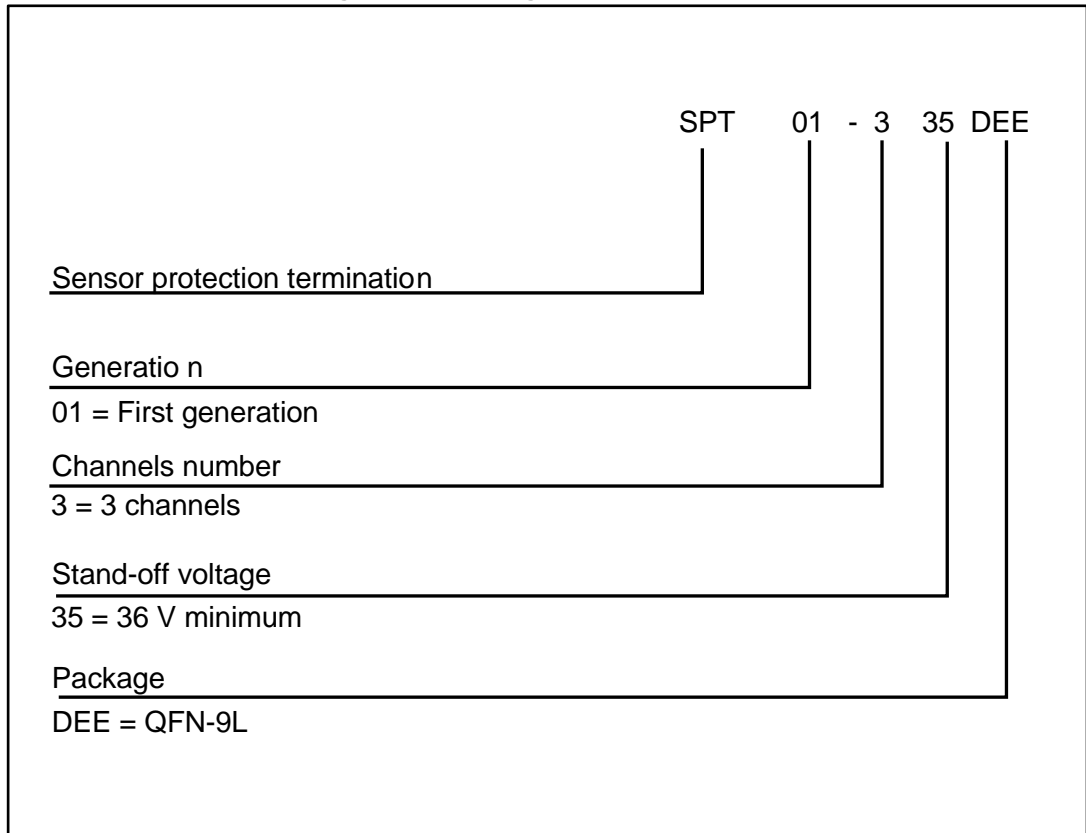 SPT 01 - 3 35 DEE
Sensor protection termination
Generatio n
01 = First generation
Channels number
3 = 3 channels
Stand-off voltage
35 = 36 V minimum
Package
DEE = QFN-9L